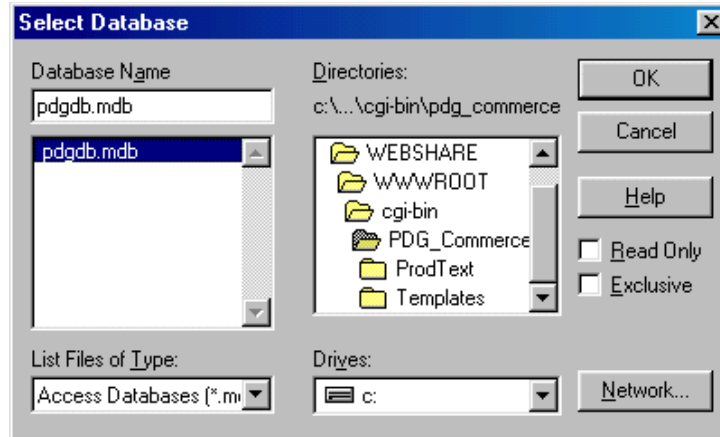 Select Database
Database Name
pdgdb.mdb
pdgdb.mdb
List Files of Type:
Access Databases (*.m
Directories:
c:\...\cgi-bin\pdg_commerce
WEBSHARE
WWWROOT
cgi-bin
PDG_Commerce
ProdText
Templates
Drives:
c:
OK
Cancel
Help
Read Only
Exclusive
Network...